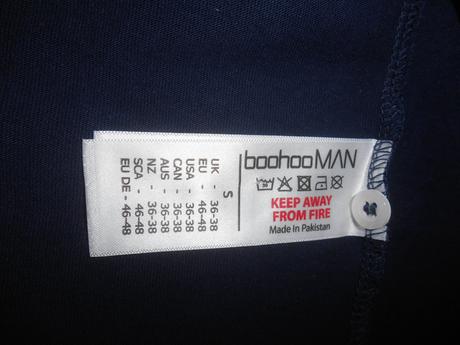 boohooMAN
KEEP AWAY
FROM FIRE
Made In Pakistan
S
UK - 36-38
EU - 46-48
USA - 36-38
CAN - 36-38
AUS - 36-38
NZ - 36-38
SCA - 46-48
EU DE - 46-48